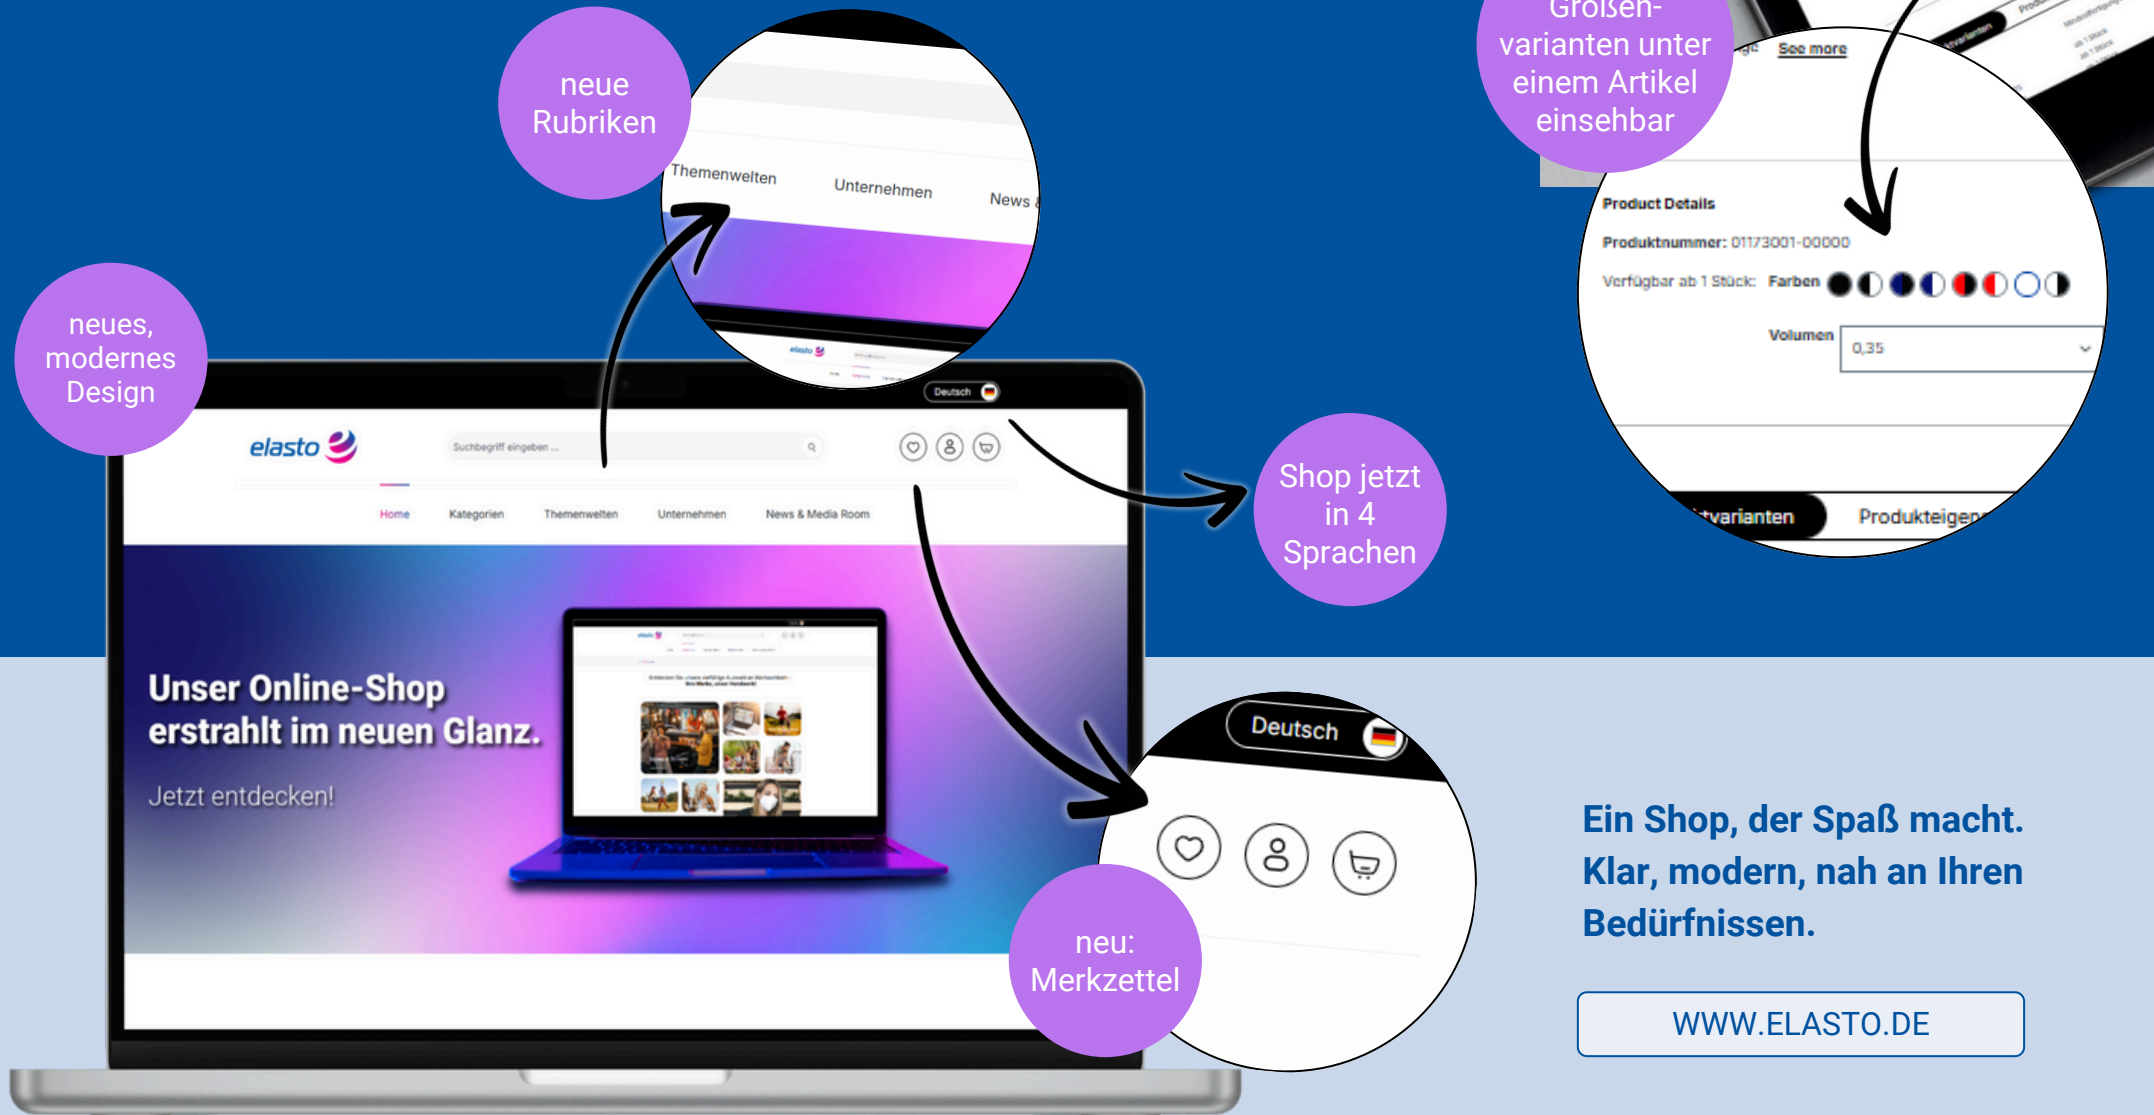 neue
Rubriken
Themenwelten
Unternehmen
News &
elasto
neues,
modernes
Design
Deutsch
elasto
Suchbegriff eingeben ...
Home
Kategorien
Themenwelten
Unternehmen
News & Media Room
Unser Online-Shop
erstrahlt im neuen Glanz.
Jetzt entdecken!
elasto
Shop jetzt
in 4
Sprachen
Deutsch
neu:
Merkzettel
Größen-
varianten unter
einem Artikel
einsehbar
See more
Product Details
Produktnummer: 01173001-00000
Verfügbar ab 1 Stück: Farben
Volumen
0,35
tvarianten
Produkteigen
Ein Shop, der Spaß macht.
Klar, modern, nah an Ihren
Bedürfnissen.
WWW.ELASTO.DE